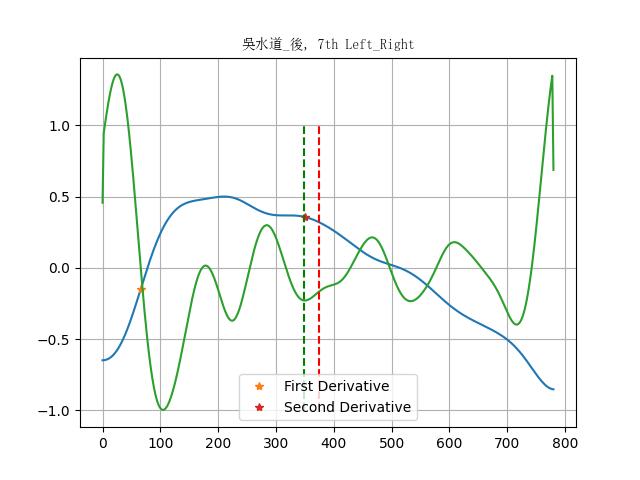 吳水道_後, 7th Left_Right
1.0
0.5
0.0
−0.5
−1.0
First Derivative
Second Derivative
0 100 200 300 400 500 600 700 800